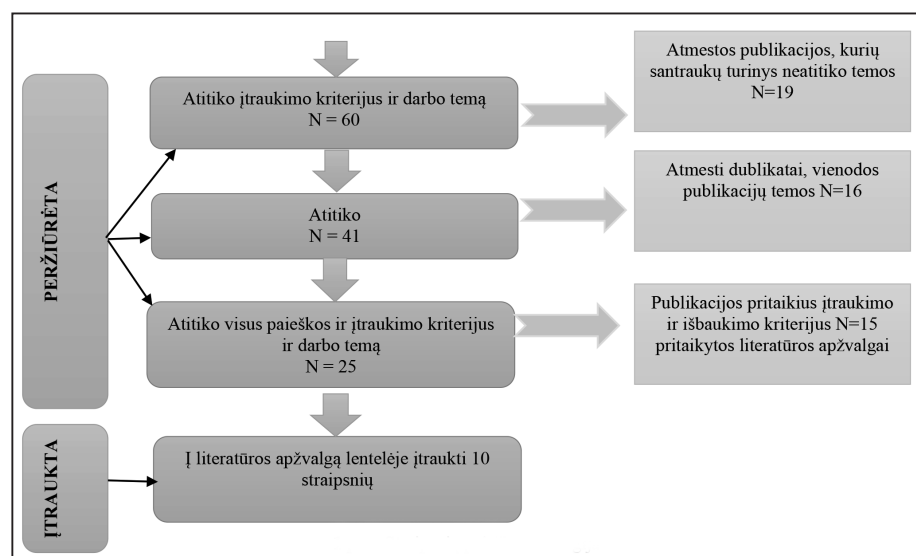 PERŽIŪRĖTA
Atitiko įtraukimo kriterijus ir darbo temą
N = 60
Atmestos publikacijos, kurių
santraukų turinys neatitiko temos
N=19
Atitiko
N = 41
Atmesti dublikatai, vienodos
publikacijų temos N=16
Atitiko visus paieškos ir įtraukimo kriterijus
ir darbo temą
N = 25
Publikacijos pritaikius įtraukimo
ir išbaukimo kriterijus N=15
pritaikytos literatūros apžvalgai
ĮTRAUKTA
Į literatūros apžvalgą lentelėje įtraukti 10
straipsnių